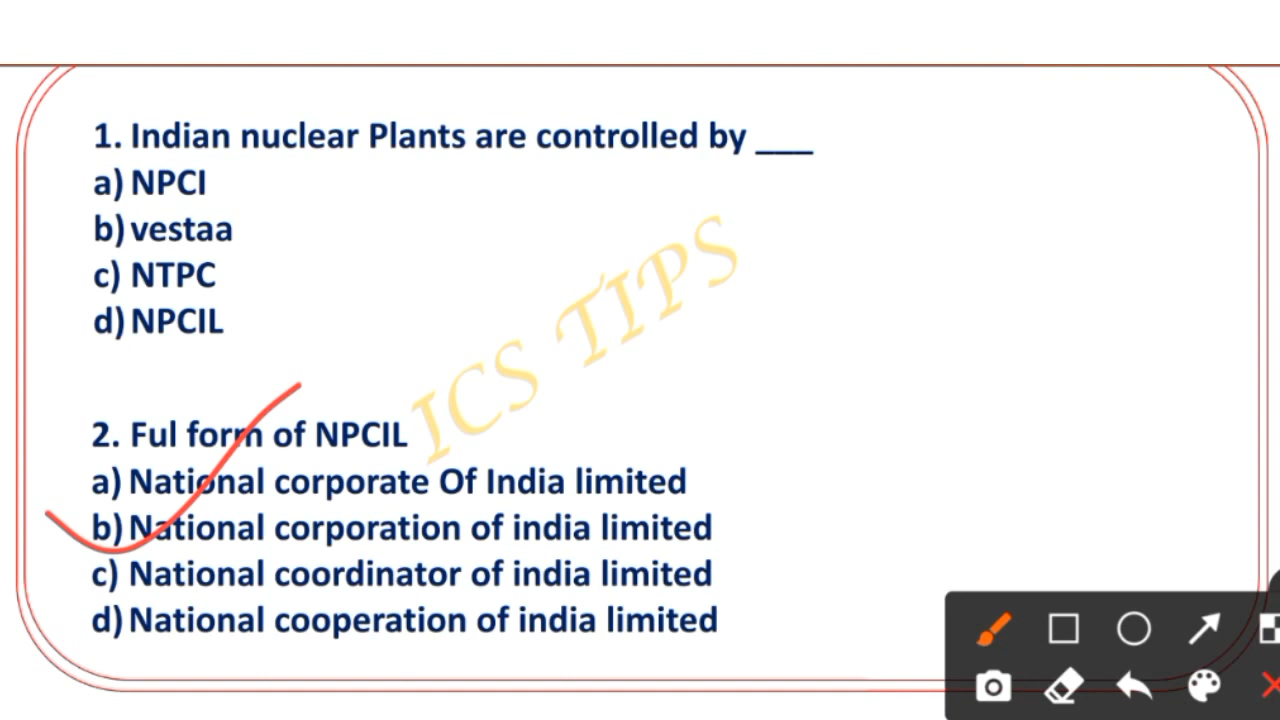 1. Indian nuclear Plants are controlled by ___
a) NPCI
b) vestaa
c) NTPC
d) NPCIL
ICS TIPS
2. Ful form of NPCIL
a) National corporate Of India limited
b) National corporation of india limited
c) National coordinator of india limited
d) National cooperation of india limited